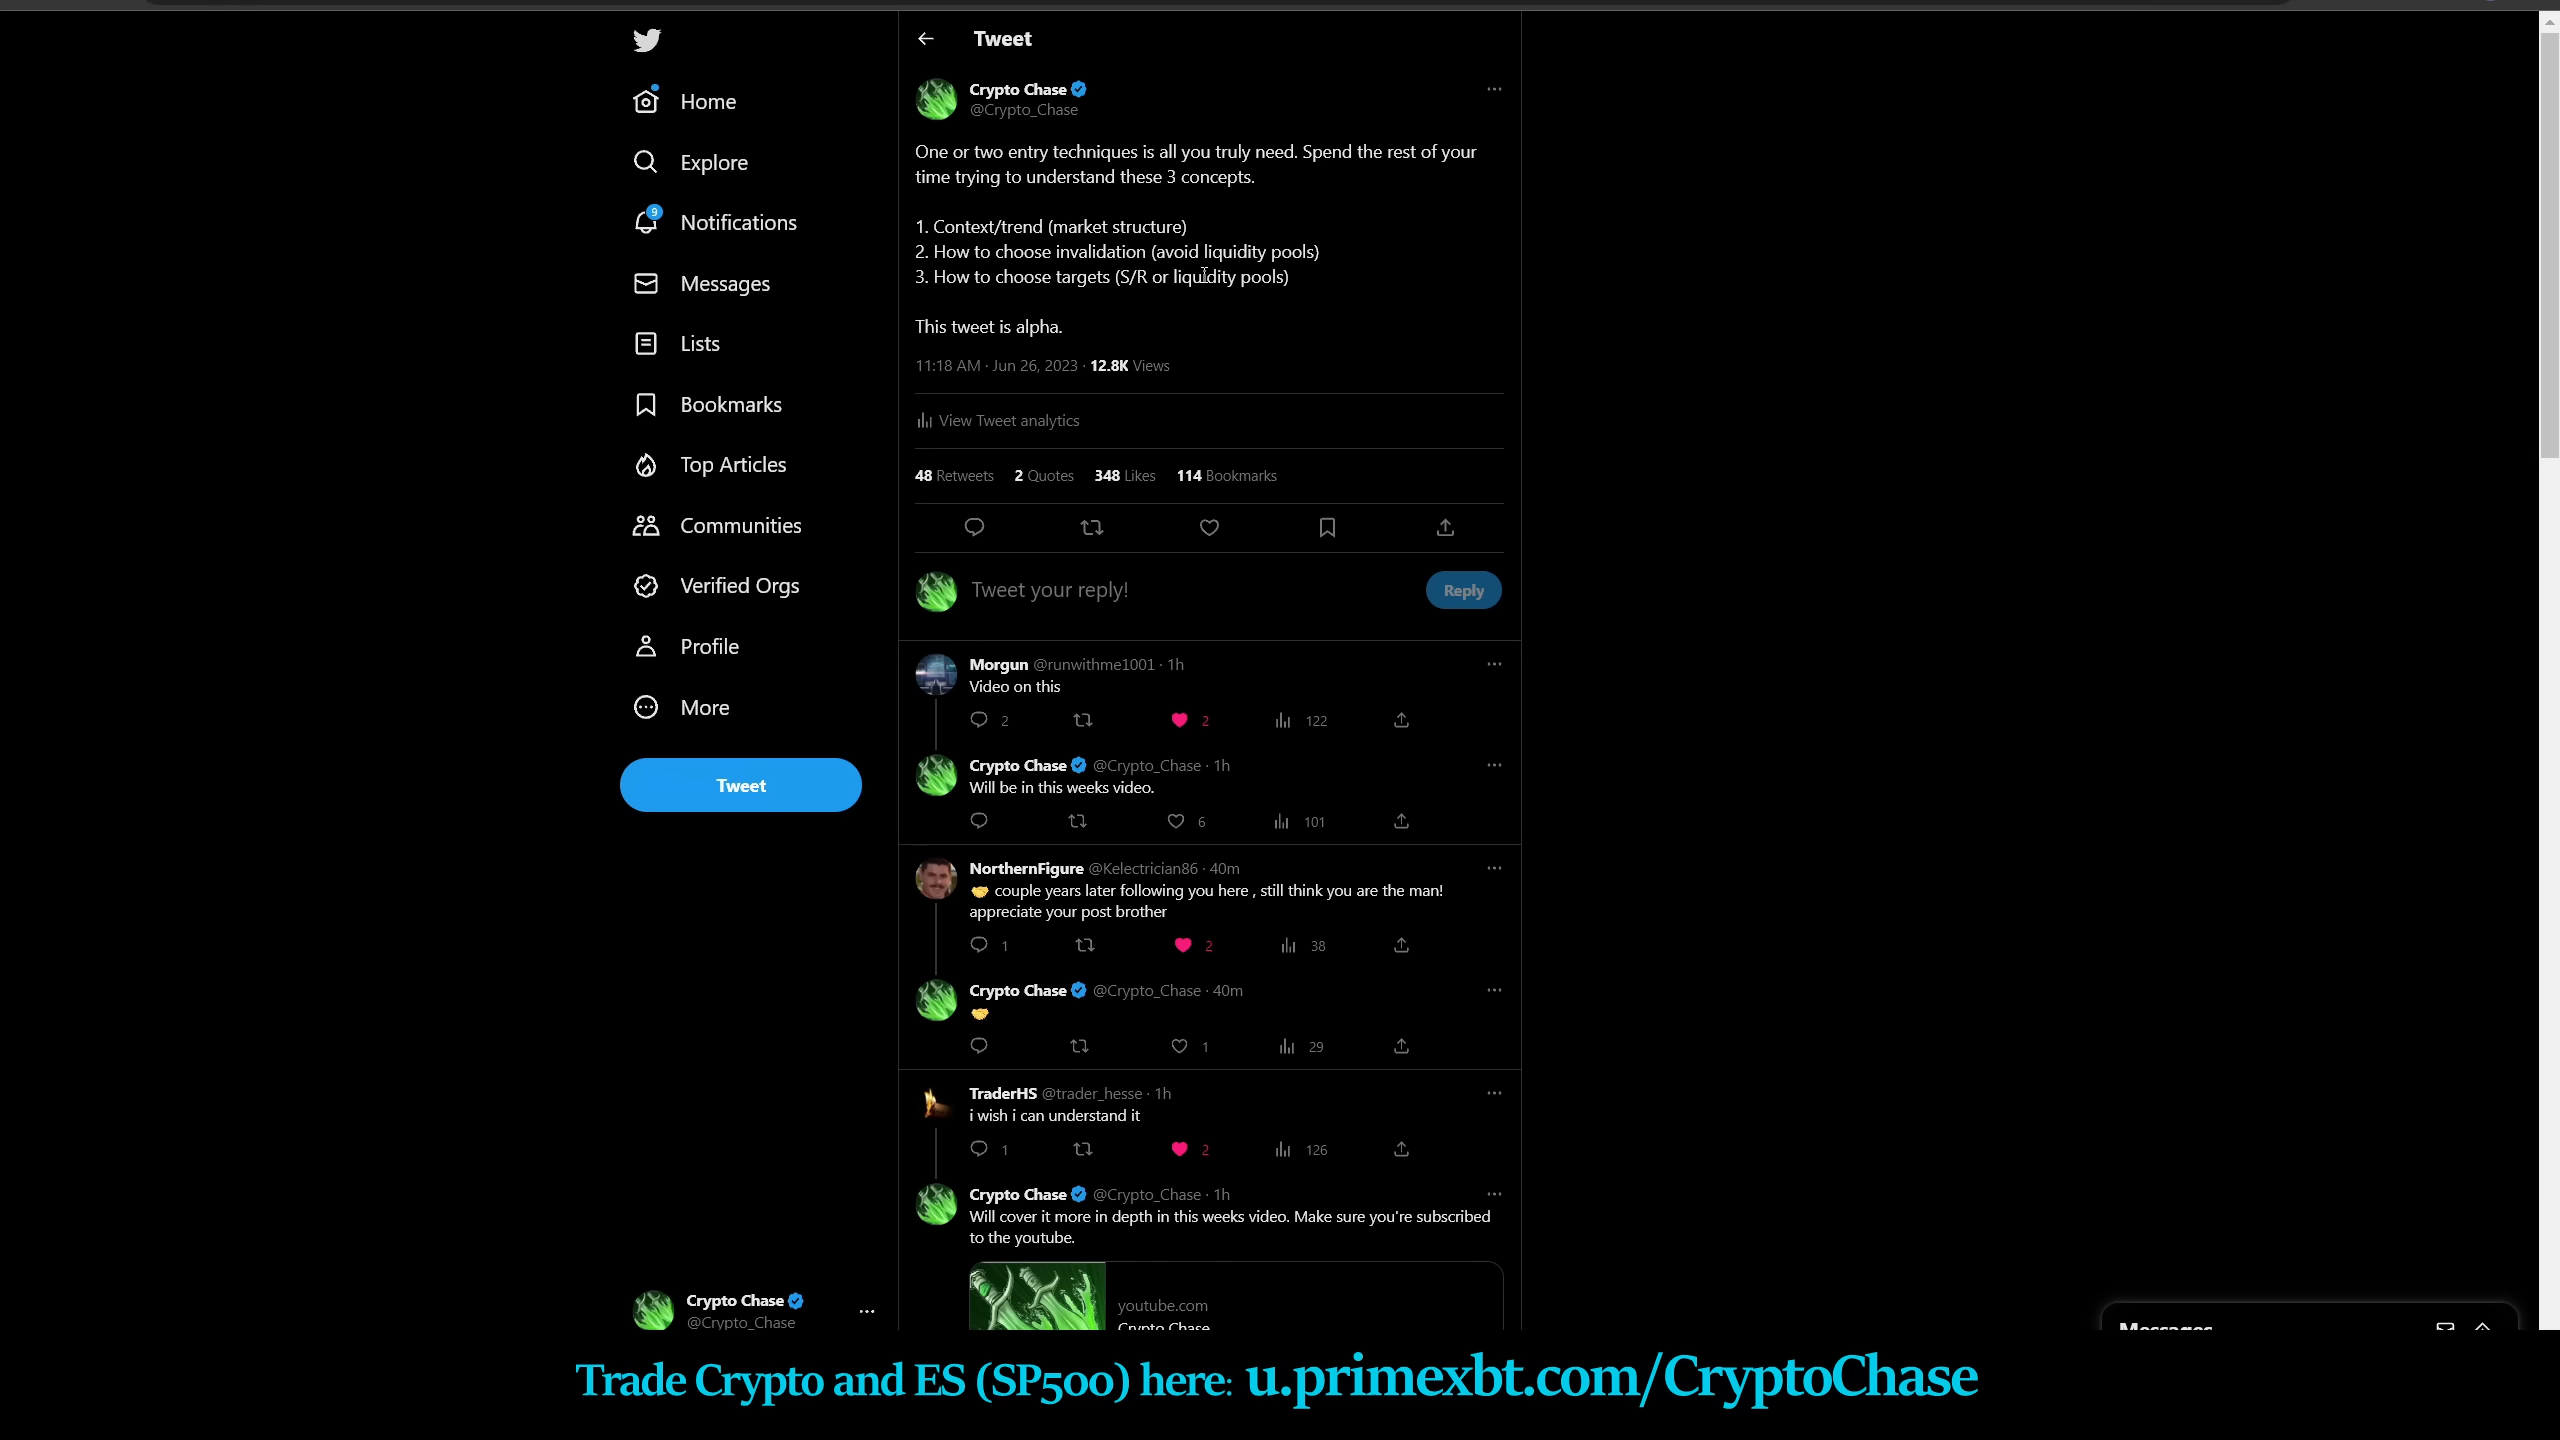 Home
Explore
9
Notifications
Messages
Lists
Bookmarks
Top Articles
Communities
Verified Orgs
Profile
More
Tweet
Crypto Chase
@Crypto_Chase
Tweet
Crypto Chase
@Crypto_Chase
One or two entry techniques is all you truly need. Spend the rest of your
time trying to understand these 3 concepts.
1. Context/trend (market structure)
2. How to choose invalidation (avoid liquidity pools)
3. How to choose targets (S/R or liquidity pools)
This tweet is alpha.
11:18 AM · Jun 26, 2023 · 12.8K Views
View Tweet analytics
48 Retweets 2 Quotes 348 Likes 114 Bookmarks
Tweet your reply!
Reply
Morgun @runwithme1001 · 1h
Video on this
2 2 122
Crypto Chase @Crypto_Chase · 1h
Will be in this weeks video.
6 101
NorthernFigure @Kelectrician86 · 40m
🤝 couple years later following you here , still think you are the man!
appreciate your post brother
1 2 38
Crypto Chase @Crypto_Chase · 40m
🤝
1 29
TraderHS @trader_hesse · 1h
i wish i can understand it
1 2 126
Crypto Chase @Crypto_Chase · 1h
Will cover it more in depth in this weeks video. Make sure you're subscribed
to the youtube.
youtube.com
Crypto Chase
Messages
Trade Crypto and ES (SP500) here: u.primexbt.com/CryptoChase